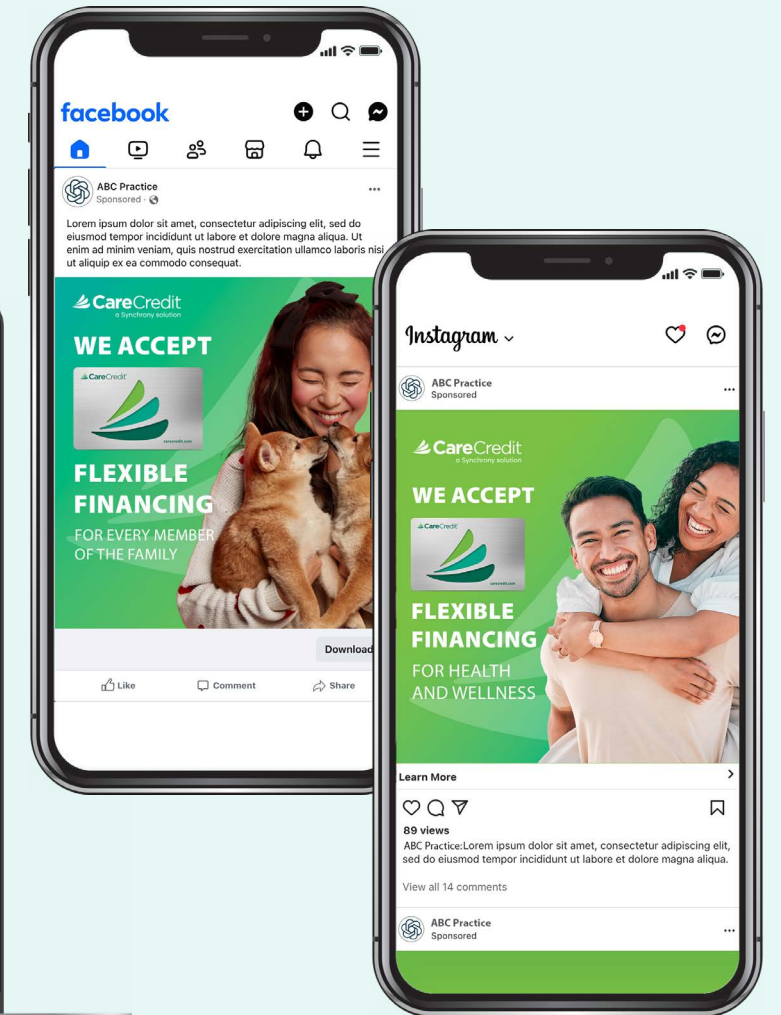 facebook
ABC Practice
Sponsored ·
Lorem ipsum dolor sit amet, consectetur adipiscing elit, sed do
eiusmod tempor incididunt ut labore et dolore magna aliqua. Ut
enim ad minim veniam, quis nostrud exercitation ullamco laboris nisi
ut aliquip ex ea commodo consequat.
CareCredit
a Synchrony solution
WE ACCEPT
CareCredit
carecredit.com
FLEXIBLE
FINANCING
FOR EVERY MEMBER
OF THE FAMILY
Download
Like
Comment
Share
Instagram
ABC Practice
Sponsored
CareCredit
a Synchrony solution
WE ACCEPT
CareCredit
carecredit.com
FLEXIBLE
FINANCING
FOR HEALTH
AND WELLNESS
Learn More
89 views
ABC Practice:Lorem ipsum dolor sit amet, consectetur adipiscing elit,
sed do eiusmod tempor incididunt ut labore et dolore magna aliqua.
View all 14 comments
ABC Practice
Sponsored